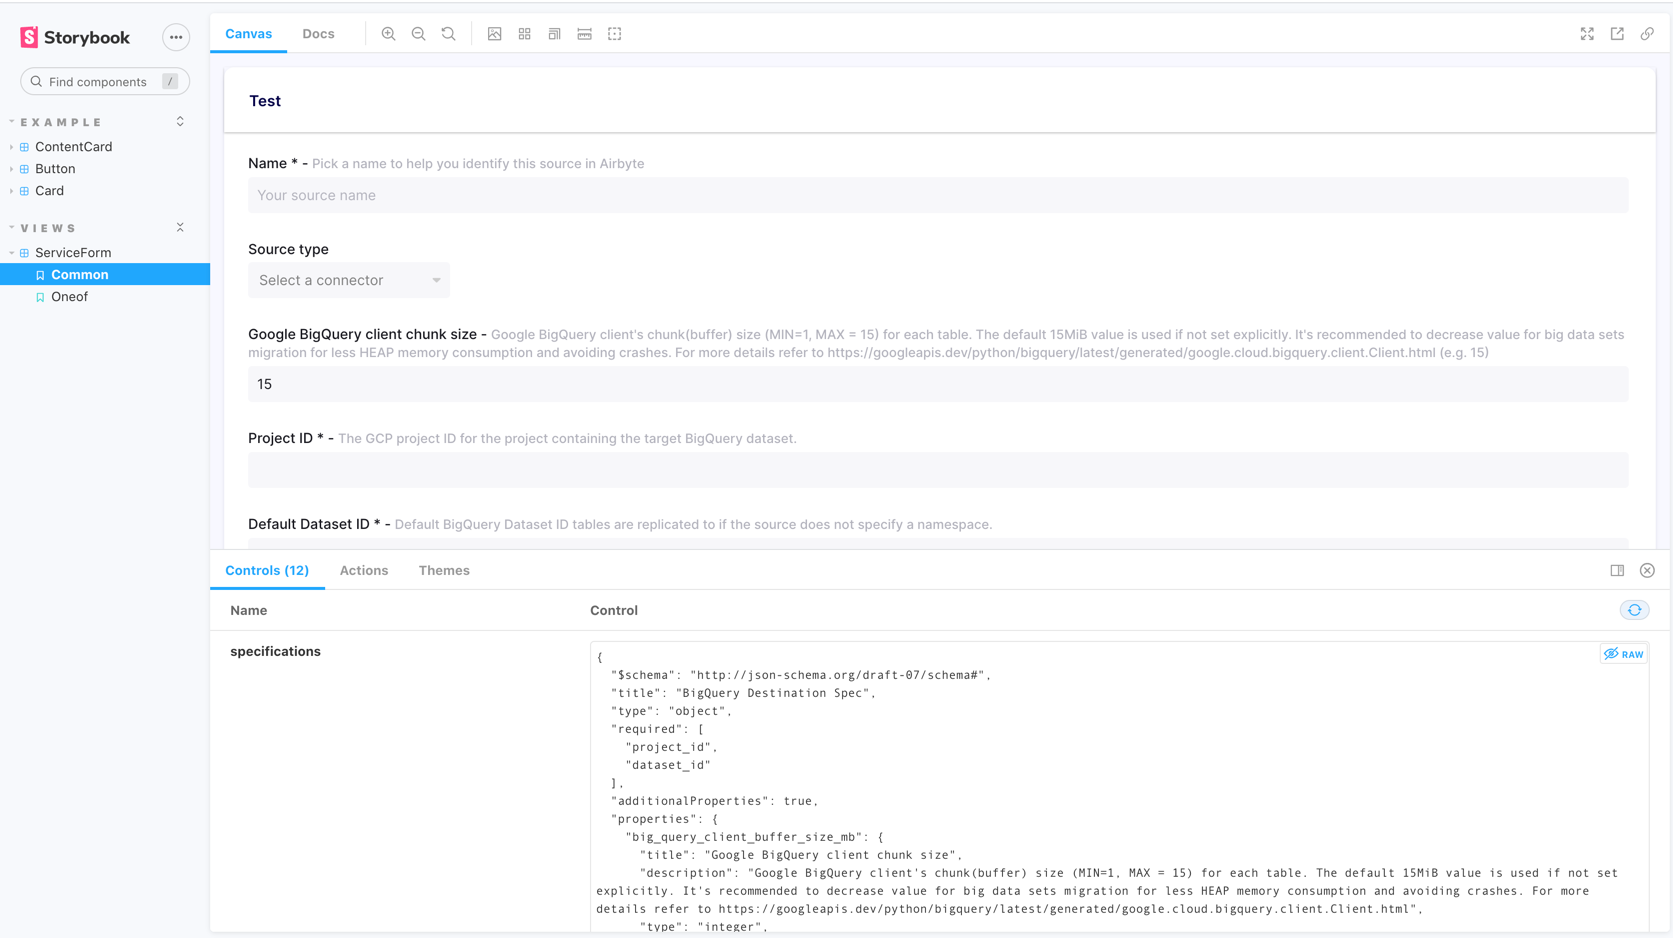 Storybook
Find components /
EXAMPLE
ContentCard
Button
Card
VIEWS
ServiceForm
Common
Oneof
Canvas Docs
Test
Name * - Pick a name to help you identify this source in Airbyte
Your source name
Source type
Select a connector
Google BigQuery client chunk size - Google BigQuery client's chunk(buffer) size (MIN=1, MAX = 15) for each table. The default 15MiB value is used if not set explicitly. It's recommended to decrease value for big data sets
migration for less HEAP memory consumption and avoiding crashes. For more details refer to https://googleapis.dev/python/bigquery/latest/generated/google.cloud.bigquery.client.Client.html (e.g. 15)
15
Project ID * - The GCP project ID for the project containing the target BigQuery dataset.
Default Dataset ID * - Default BigQuery Dataset ID tables are replicated to if the source does not specify a namespace.
Controls (12) Actions Themes
Name Control
specifications
RAW
{
"$schema": "http://json-schema.org/draft-07/schema#",
"title": "BigQuery Destination Spec",
"type": "object",
"required": [
"project_id",
"dataset_id"
],
"additionalProperties": true,
"properties": {
"big_query_client_buffer_size_mb": {
"title": "Google BigQuery client chunk size",
"description": "Google BigQuery client's chunk(buffer) size (MIN=1, MAX = 15) for each table. The default 15MiB value is used if not set
explicitly. It's recommended to decrease value for big data sets migration for less HEAP memory consumption and avoiding crashes. For more
details refer to https://googleapis.dev/python/bigquery/latest/generated/google.cloud.bigquery.client.Client.html",
"type": "integer",